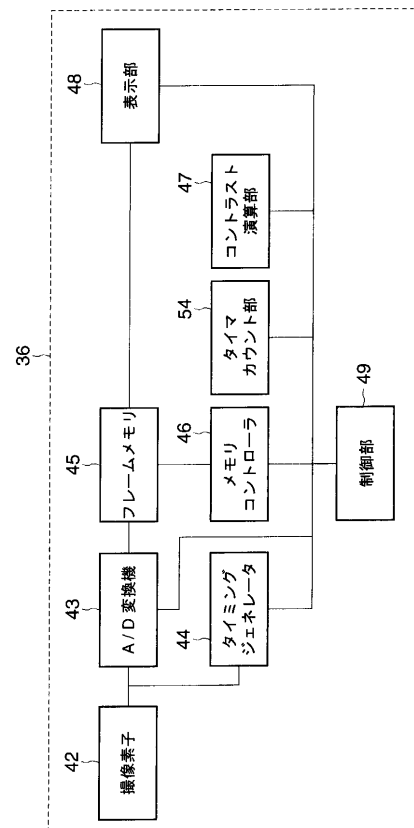 36
42
撮像素子
43
A/D 変換機
45
フレームメモリ
48
表示部
44
タイミング
ジェネレータ
46
メモリ
コントローラ
54
タイマ
カウント部
47
コントラスト
演算部
49
制御部